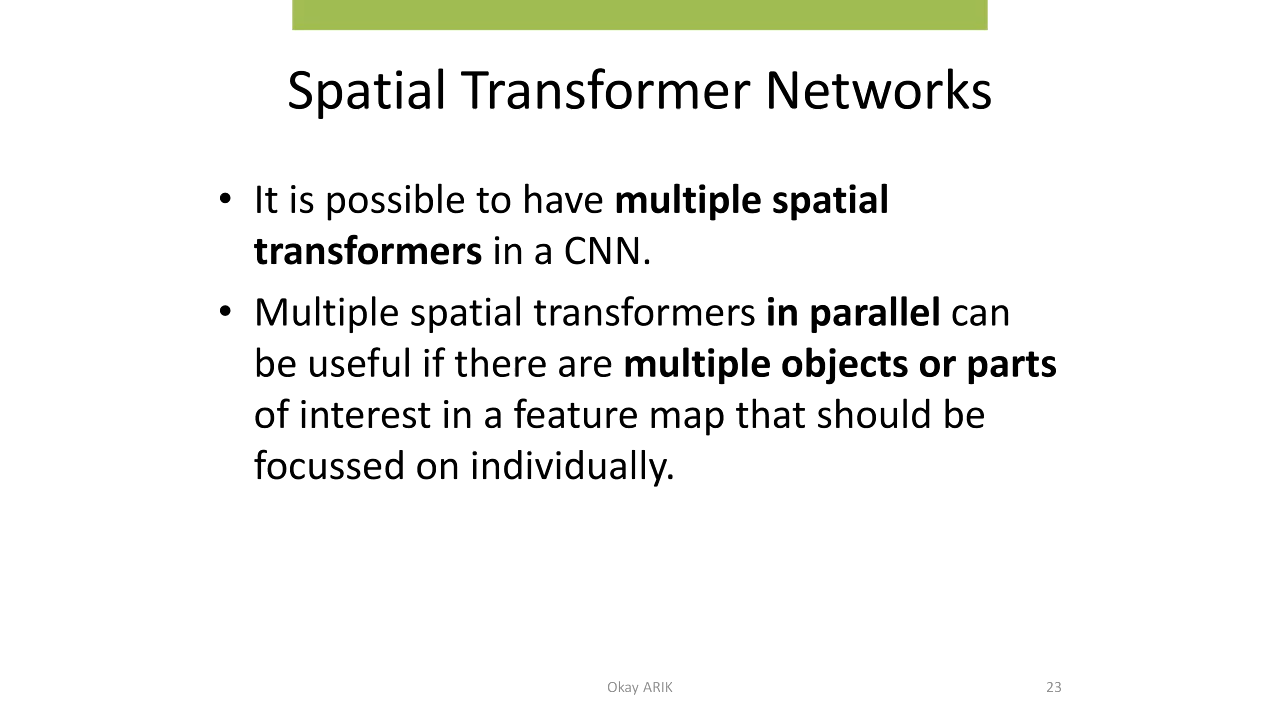 Spatial Transformer Networks
• It is possible to have multiple spatial
transformers in a CNN.
• Multiple spatial transformers in parallel can
be useful if there are multiple objects or parts
of interest in a feature map that should be
focussed on individually.
Okay ARIK
23